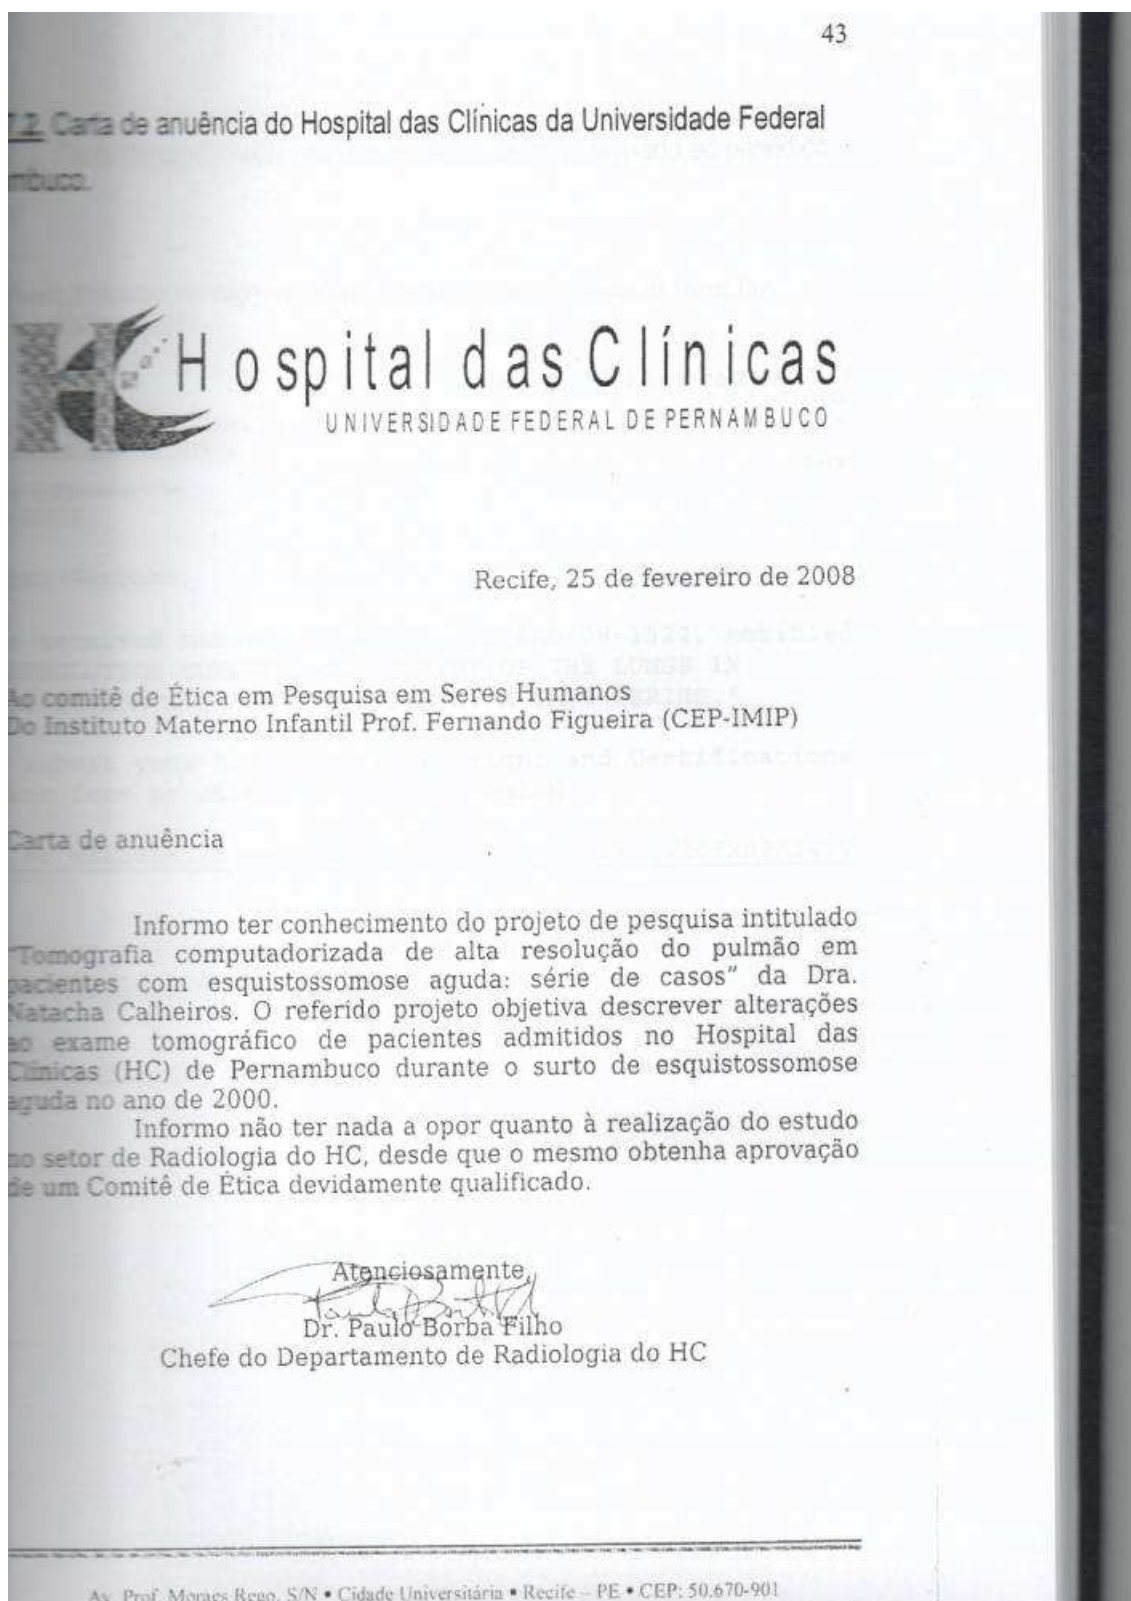 43
7.2 Carta de anuência do Hospital das Clínicas da Universidade Federal
mbuco.
Hospital das Clínicas
UNIVERSIDADE FEDERAL DE PERNAMBUCO
Recife, 25 de fevereiro de 2008
Ao comitê de Ética em Pesquisa em Seres Humanos
Do Instituto Materno Infantil Prof. Fernando Figueira (CEP-IMIP)
Carta de anuência
Informo ter conhecimento do projeto de pesquisa intitulado
"Tomografia computadorizada de alta resolução do pulmão em
pacientes com esquistossomose aguda: série de casos" da Dra.
Natacha Calheiros. O referido projeto objetiva descrever alterações
ao exame tomográfico de pacientes admitidos no Hospital das
Clínicas (HC) de Pernambuco durante o surto de esquistossomose
aguda no ano de 2000.
Informo não ter nada a opor quanto à realização do estudo
no setor de Radiologia do HC, desde que o mesmo obtenha aprovação
de um Comitê de Ética devidamente qualificado.
Atenciosamente,
Dr. Paulo Borba Filho
Chefe do Departamento de Radiologia do HC
Av. Prof. Moraes Rego, S/N • Cidade Universitária • Recife – PE • CEP: 50.670-901